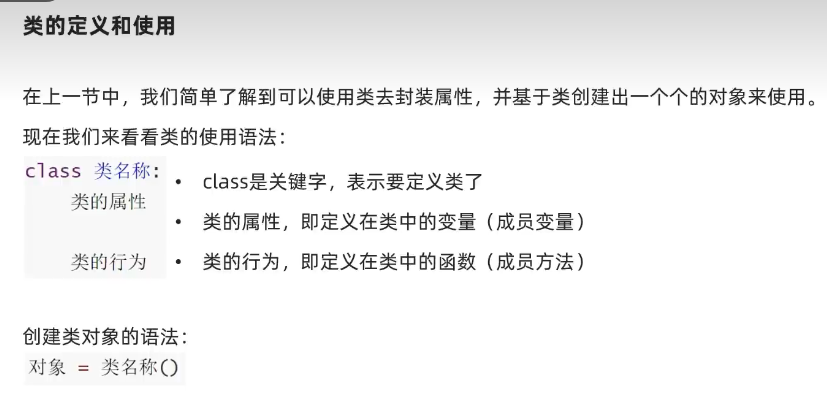 类的定义和使用
在上一节中，我们简单了解到可以使用类去封装属性，并基于类创建出一个个的对象来使用。
现在我们来看看类的使用语法：
class 类名称:
类的属性
类的行为
• class是关键字，表示要定义类了
• 类的属性，即定义在类中的变量（成员变量）
• 类的行为，即定义在类中的函数（成员方法）
创建类对象的语法：
对象 = 类名称()